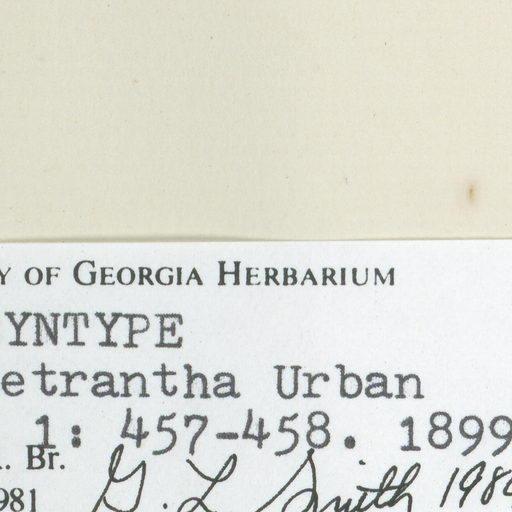 Y OF GEORGIA HERBARIUM
YNTYPE
etrantha Urban
1: 457-458. 1899
. Br.
981 G. L. Smith 198